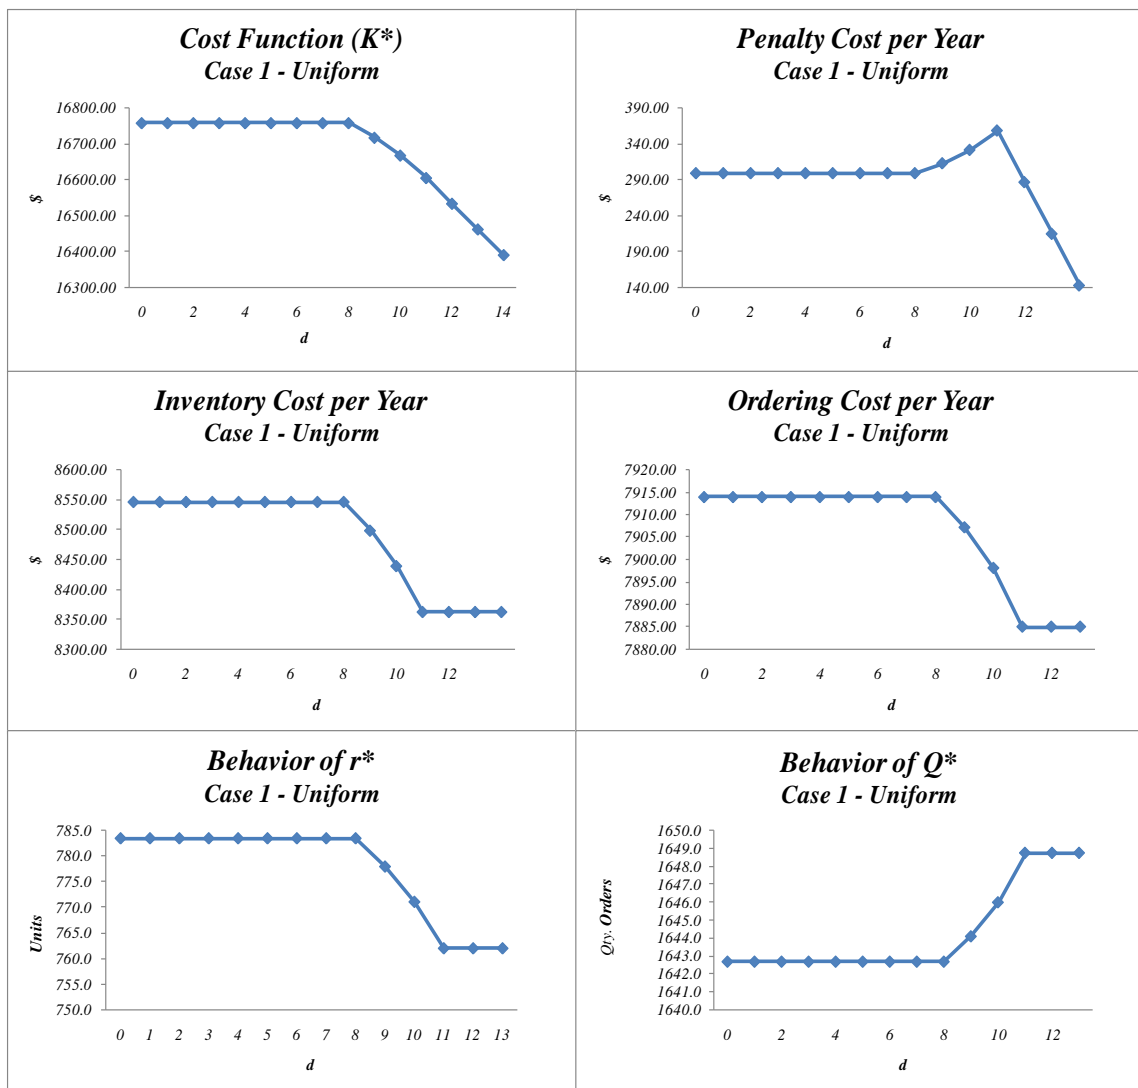 Cost Function (K*)
Case 1 - Uniform
16800.00
16700.00
16600.00
16500.00
16400.00
16300.00
$
0 2 4 6 8 10 12 14
d
Penalty Cost per Year
Case 1 - Uniform
390.00
340.00
290.00
240.00
190.00
140.00
$
0 2 4 6 8 10 12
d
Inventory Cost per Year
Case 1 - Uniform
8600.00
8550.00
8500.00
8450.00
8400.00
8350.00
8300.00
$
0 2 4 6 8 10 12
d
Ordering Cost per Year
Case 1 - Uniform
7920.00
7915.00
7910.00
7905.00
7900.00
7895.00
7890.00
7885.00
7880.00
$
0 2 4 6 8 10 12
d
Behavior of r*
Case 1 - Uniform
785.0
780.0
775.0
770.0
765.0
760.0
755.0
750.0
Units
0 1 2 3 4 5 6 7 8 9 10 11 12 13
d
Behavior of Q*
Case 1 - Uniform
1650.0
1649.0
1648.0
1647.0
1646.0
1645.0
1644.0
1643.0
1642.0
1641.0
1640.0
Qty. Orders
0 2 4 6 8 10 12
d